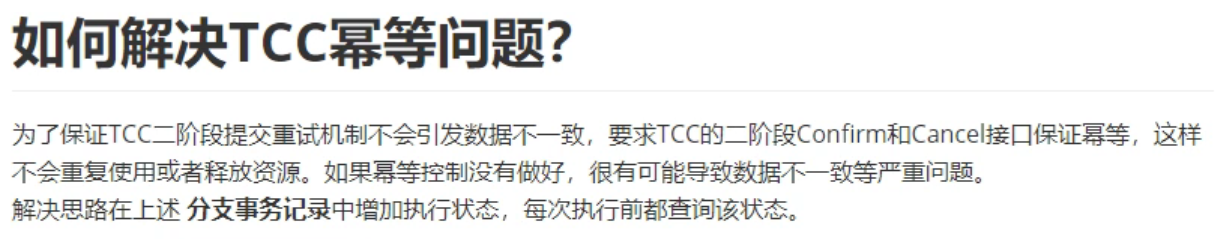 如何解决TCC幂等问题？
为了保证TCC二阶段提交重试机制不会引发数据不一致，要求TCC的二阶段Confirm和Cancel接口保证幂等，这样
不会重复使用或者释放资源。如果幂等控制没有做好，很有可能导致数据不一致等严重问题。
解决思路在上述 分支事务记录中增加执行状态，每次执行前都查询该状态。